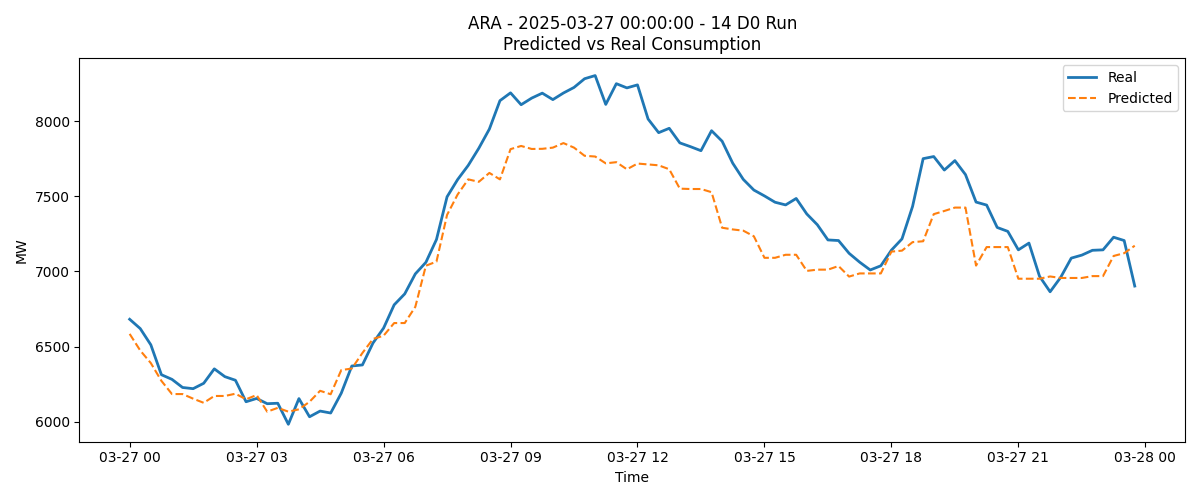 ARA - 2025-03-27 00:00:00 - 14 D0 Run
Predicted vs Real Consumption
Real
Predicted
MW
8000
7500
7000
6500
6000
03-27 00
03-27 03
03-27 06
03-27 09
03-27 12
03-27 15
03-27 18
03-27 21
03-28 00
Time